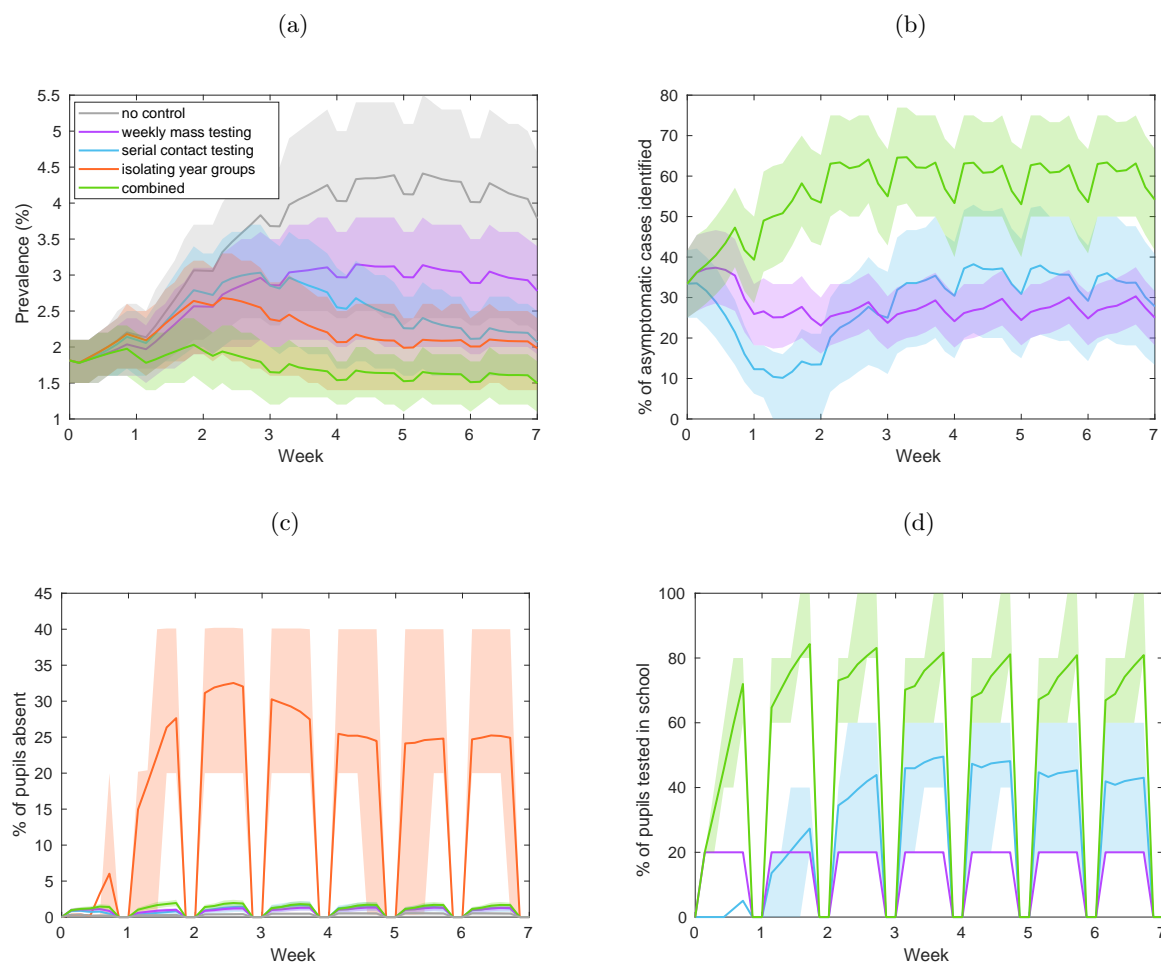 (a)
5.5
5
4.5
4
3.5
3
2.5
2
1.5
1
Prevalence (%)
no control
weekly mass testing
serial contact testing
isolating year groups
combined
0 1 2 3 4 5 6 7
Week
(b)
80
70
60
50
40
30
20
10
0
% of asymptomatic cases identified
0 1 2 3 4 5 6 7
Week
(c)
45
40
35
30
25
20
15
10
5
0
% of pupils absent
0 1 2 3 4 5 6 7
Week
(d)
100
80
60
40
20
0
% of pupils tested in school
0 1 2 3 4 5 6 7
Week